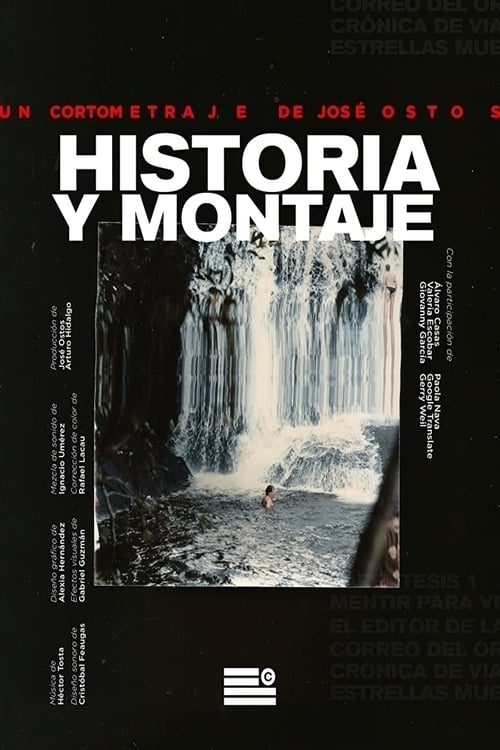 CORREO DEL OR
CRÓNICA DE VIA
ESTRELLAS MUE
UN CORTOMETRAJE DE JOSÉ OSTOS
HISTORIA
Y MONTAJE
Con la participación de
Álvaro Casas
Valeria Escobar
Giovanny García
Paola Nava
Google Translate
Gerry Weil
Producción de
José Ostos
Arturo Hidalgo
Mezcla de sonido de
Ignacio Umérez
Corrección de color de
Rafael Lacau
Diseño gráfico de
Alexia Hernández
Efectos visuales de
Gabriel Guzmán
Música de
Héctor Tosta
Diseño sonoro de
Cristóbal Feaugas
TESIS 1
MENTIR PARA VI
EL EDITOR DE LA
CORREO DEL OR
CRÓNICA DE VIA
ESTRELLAS MUE
C